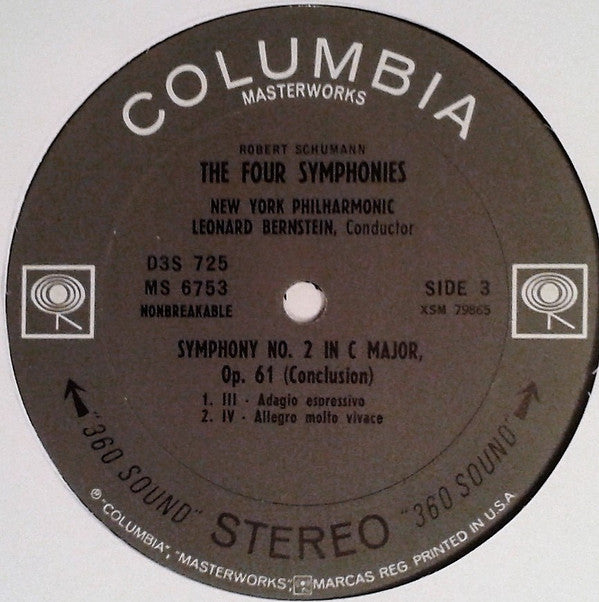 COLUMBIA
MASTERWORKS
ROBERT SCHUMANN
THE FOUR SYMPHONIES
NEW YORK PHILHARMONIC
LEONARD BERNSTEIN, Conductor
D3S 725
MS 6753
NONBREAKABLE
SIDE 3
XSM 79865
SYMPHONY NO. 2 IN C MAJOR,
Op. 61 (Conclusion)
1. III - Adagio espressivo
2. IV - Allegro molto vivace
"360 SOUND" STEREO "360 SOUND"
℗ "COLUMBIA", "MASTERWORKS", MARCAS REG. PRINTED IN U.S.A